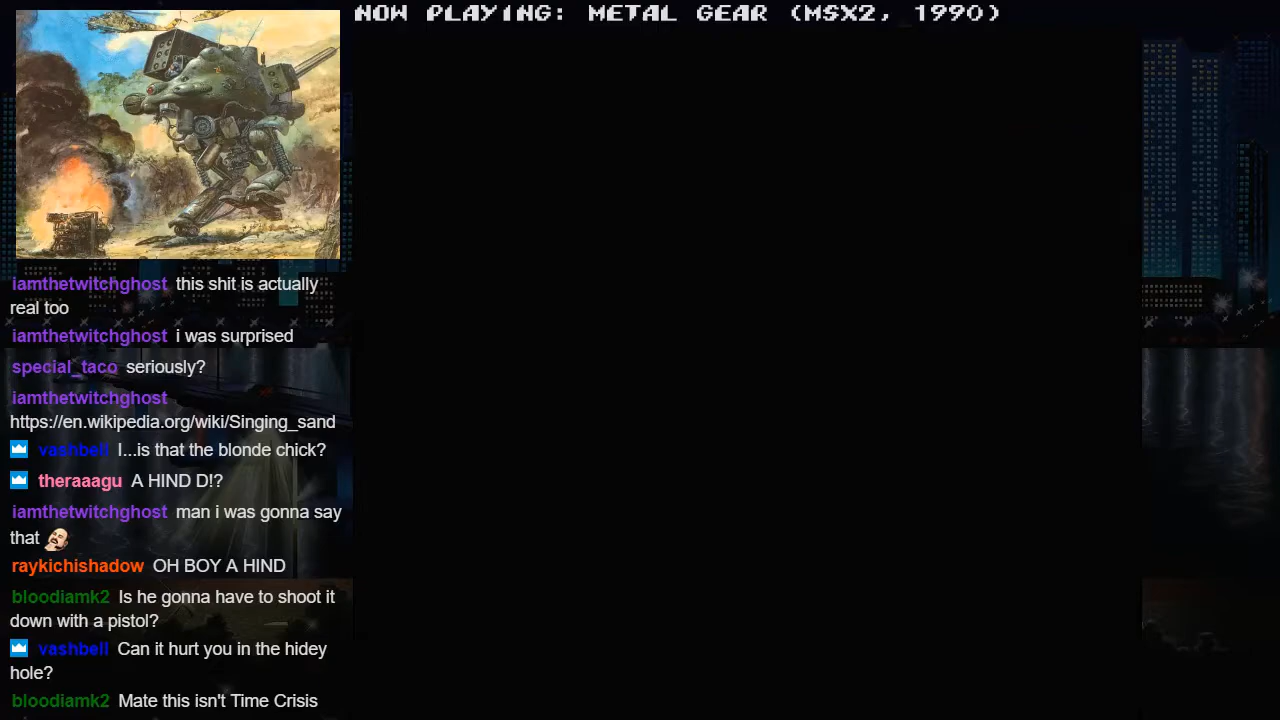 NOW PLAYING: METAL GEAR (MSX2, 1990)
iamthetwitchghost this shit is actually
real too
iamthetwitchghost i was surprised
special_taco seriously?
iamthetwitchghost
https://en.wikipedia.org/wiki/Singing_sand
vashbell I...is that the blonde chick?
theraaagu A HIND D!?
iamthetwitchghost man i was gonna say
that
raykichishadow OH BOY A HIND
bloodiamk2 Is he gonna have to shoot it
down with a pistol?
vashbell Can it hurt you in the hidey
hole?
bloodiamk2 Mate this isn't Time Crisis